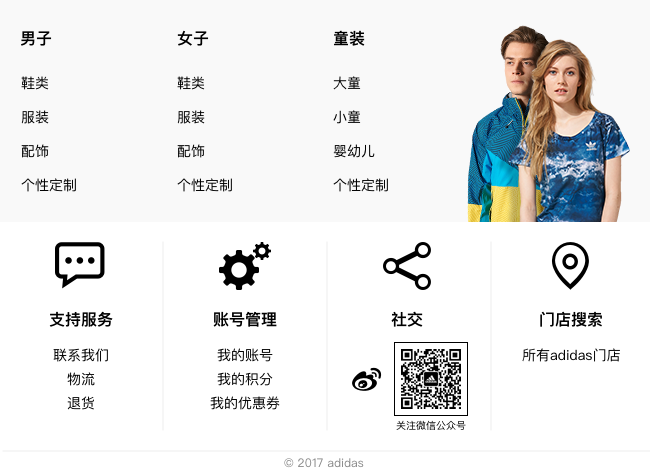 男子
鞋类
服装
配饰
个性定制
女子
鞋类
服装
配饰
个性定制
童装
大童
小童
婴幼儿
个性定制
支持服务
联系我们
物流
退货
账号管理
我的账号
我的积分
我的优惠券
社交
关注微信公众号
门店搜索
所有adidas门店
© 2017 adidas